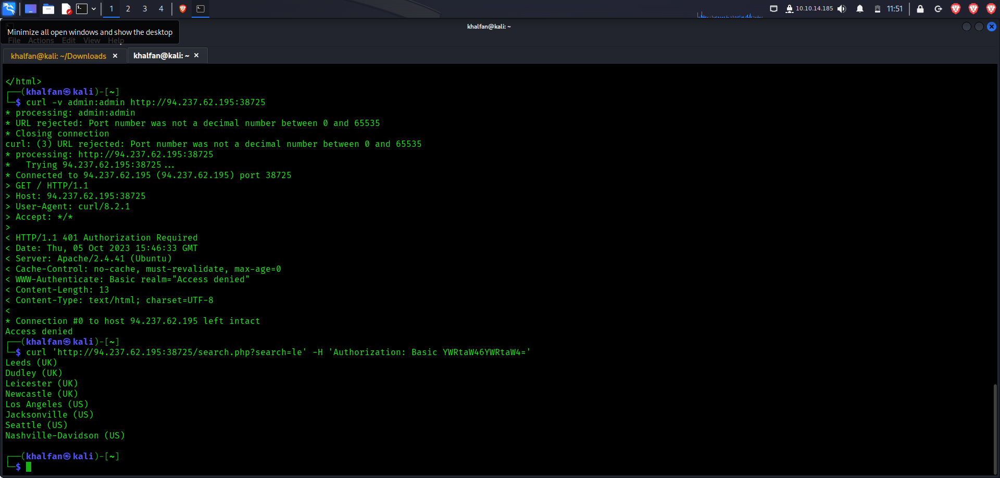 1 2 3 4 10.10.14.185 11:51
khalfan@kali: ~
Minimize all open windows and show the desktop
File Actions Edit View Help
khalfan@kali: ~/Downloads × khalfan@kali: ~ ×
</html>
┌──(khalfan㉿kali)-[~]
└─$ curl -v admin:admin http://94.237.62.195:38725
* processing: admin:admin
* URL rejected: Port number was not a decimal number between 0 and 65535
* Closing connection
curl: (3) URL rejected: Port number was not a decimal number between 0 and 65535
* processing: http://94.237.62.195:38725
*   Trying 94.237.62.195:38725...
* Connected to 94.237.62.195 (94.237.62.195) port 38725
> GET / HTTP/1.1
> Host: 94.237.62.195:38725
> User-Agent: curl/8.2.1
> Accept: */*
>
< HTTP/1.1 401 Authorization Required
< Date: Thu, 05 Oct 2023 15:46:33 GMT
< Server: Apache/2.4.41 (Ubuntu)
< Cache-Control: no-cache, must-revalidate, max-age=0
< WWW-Authenticate: Basic realm="Access denied"
< Content-Length: 13
< Content-Type: text/html; charset=UTF-8
<
* Connection #0 to host 94.237.62.195 left intact
Access denied
┌──(khalfan㉿kali)-[~]
└─$ curl 'http://94.237.62.195:38725/search.php?search=le' -H 'Authorization: Basic YWRtaW46YWRtaW4='
Leeds (UK)
Dudley (UK)
Leicester (UK)
Newcastle (UK)
Los Angeles (US)
Jacksonville (US)
Seattle (US)
Nashville-Davidson (US)
┌──(khalfan㉿kali)-[~]
└─$